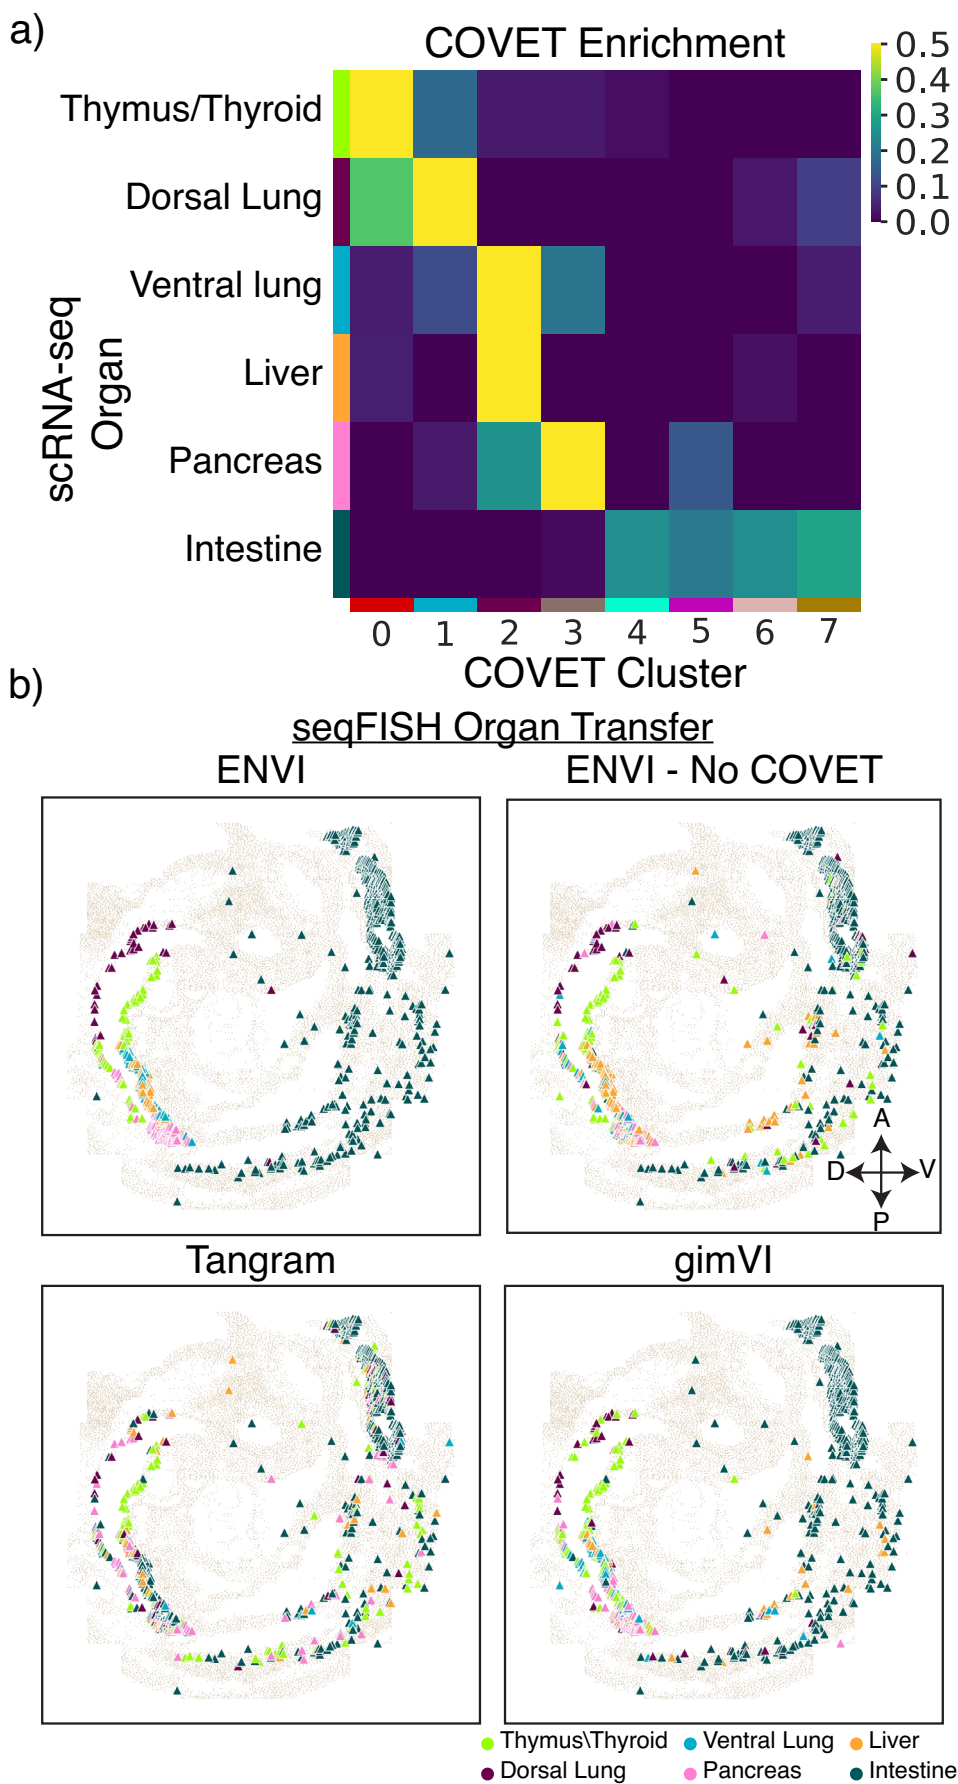 a)
COVET Enrichment
0.5
0.4
0.3
0.2
0.1
0.0
Thymus/Thyroid
Dorsal Lung
Ventral lung
Liver
Pancreas
Intestine
scRNA-seq
Organ
0 1 2 3 4 5 6 7
COVET Cluster
b)
seqFISH Organ Transfer
ENVI
ENVI - No COVET
A
D V
P
Tangram
gimVI
Thymus\Thyroid Ventral Lung Liver
Dorsal Lung Pancreas Intestine